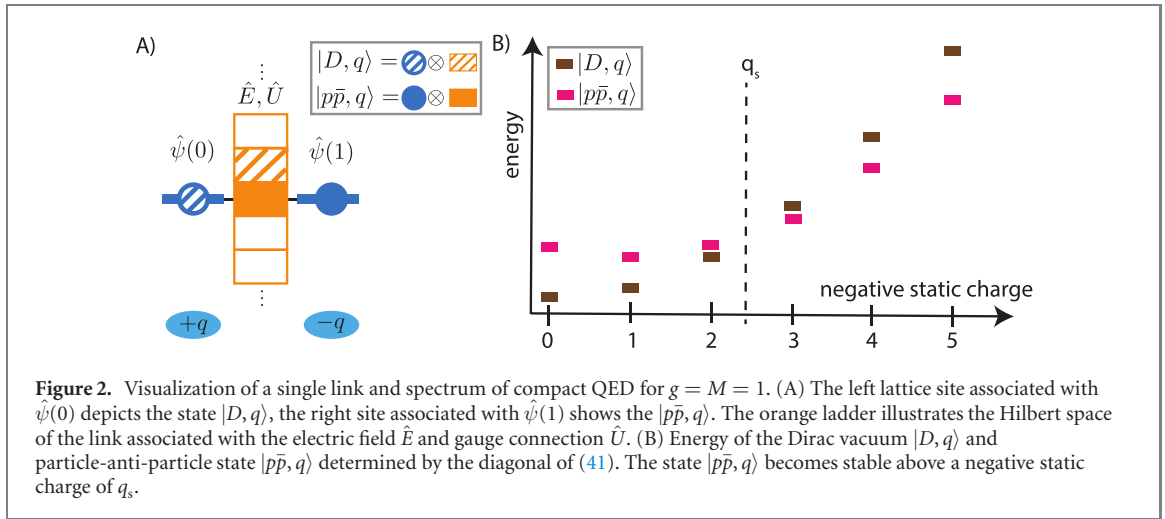 A)
⋮
Ê, Û
ψ̂(0)
ψ̂(1)
⋮
+q
−q
|D, q⟩ = ⊗
|pp̄, q⟩ = ⊗
B)
|D, q⟩
|pp̄, q⟩
qₛ
energy
negative static charge
0 1 2 3 4 5
Figure 2. Visualization of a single link and spectrum of compact QED for g = M = 1. (A) The left lattice site associated with
ψ̂(0) depicts the state |D, q⟩, the right site associated with ψ̂(1) shows the |pp̄, q⟩. The orange ladder illustrates the Hilbert space
of the link associated with the electric field Ê and gauge connection Û. (B) Energy of the Dirac vacuum |D, q⟩ and
particle-anti-particle state |pp̄, q⟩ determined by the diagonal of (41). The state |pp̄, q⟩ becomes stable above a negative static
charge of qₛ.